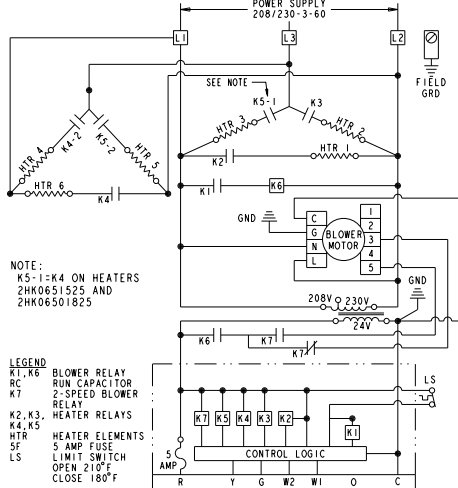 POWER SUPPLY
208/230-3-60
L1
L3
L2
FIELD
GRD
SEE NOTE
K5-1
K3
HTR 3
HTR 2
K4-2
K5-2
HTR 4
HTR 5
K2
HTR 1
HTR 6
K4
K1
K6
GND
C
G
N
L
BLOWER
MOTOR
1
2
3
4
5
NOTE:
K5-1=K4 ON HEATERS
2HK06515025 AND
2HK06501825
GND
208V
230V
24V
K6
K7
K7
LEGEND
K1,K6 BLOWER RELAY
RC RUN CAPACITOR
K7 2-SPEED BLOWER
RELAY
K2,K3, HEATER RELAYS
K4,K5
HTR HEATER ELEMENTS
5F 5 AMP FUSE
LS LIMIT SWITCH
OPEN 210°F
CLOSE 180°F
LS
K7
K5
K4
K3
K2
K1
5
AMP
CONTROL LOGIC
R
Y
G
W2
W1
O
C